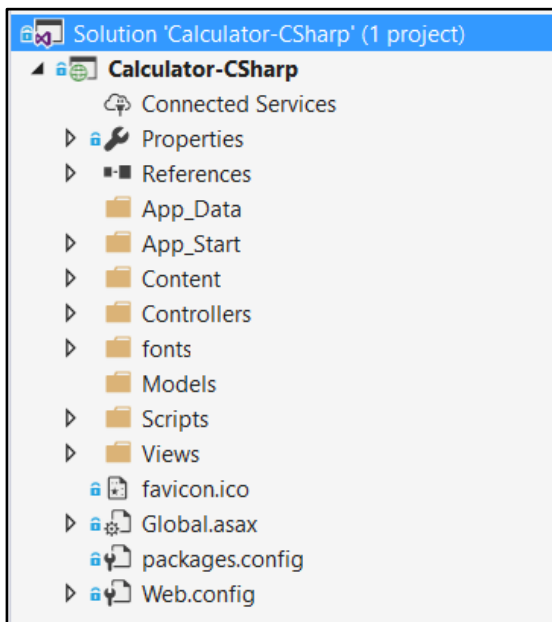 Solution 'Calculator-CSharp' (1 project)
Calculator-CSharp
Connected Services
Properties
References
App_Data
App_Start
Content
Controllers
fonts
Models
Scripts
Views
favicon.ico
Global.asax
packages.config
Web.config